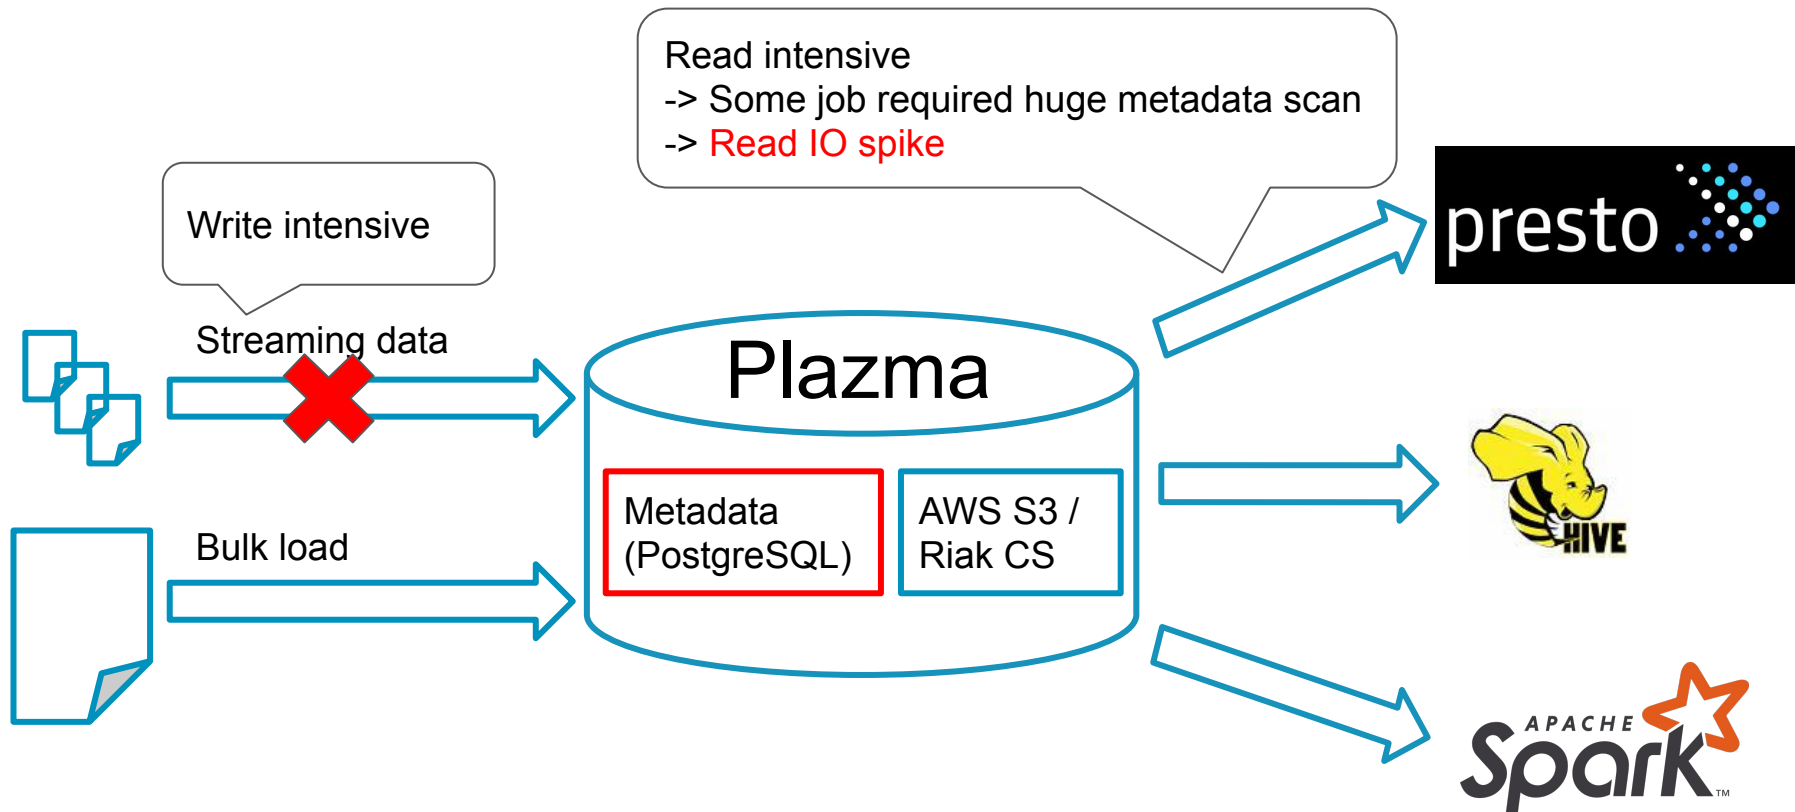 Read intensive
-> Some job required huge metadata scan
-> Read IO spike
Write intensive
presto
Streaming data
Plazma
Metadata
(PostgreSQL)
AWS S3 /
Riak CS
HIVE
Bulk load
APACHE
Spark™